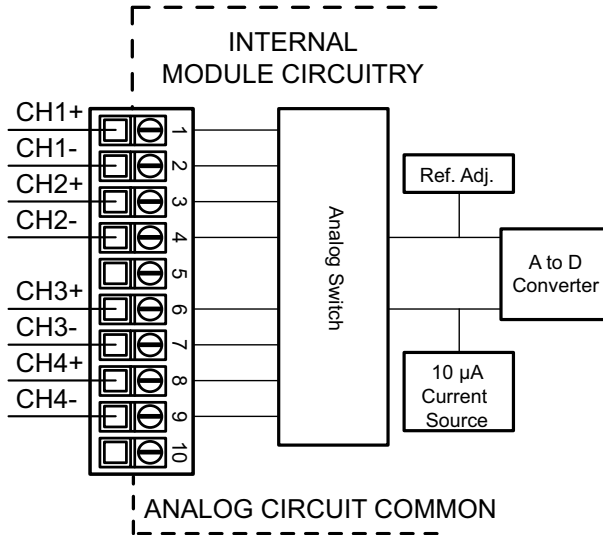 INTERNAL
MODULE CIRCUITRY
CH1+
CH1-
CH2+
CH2-
CH3+
CH3-
CH4+
CH4-
1
2
3
4
5
6
7
8
9
10
Analog Switch
Ref. Adj.
A to D
Converter
10 µA
Current
Source
ANALOG CIRCUIT COMMON